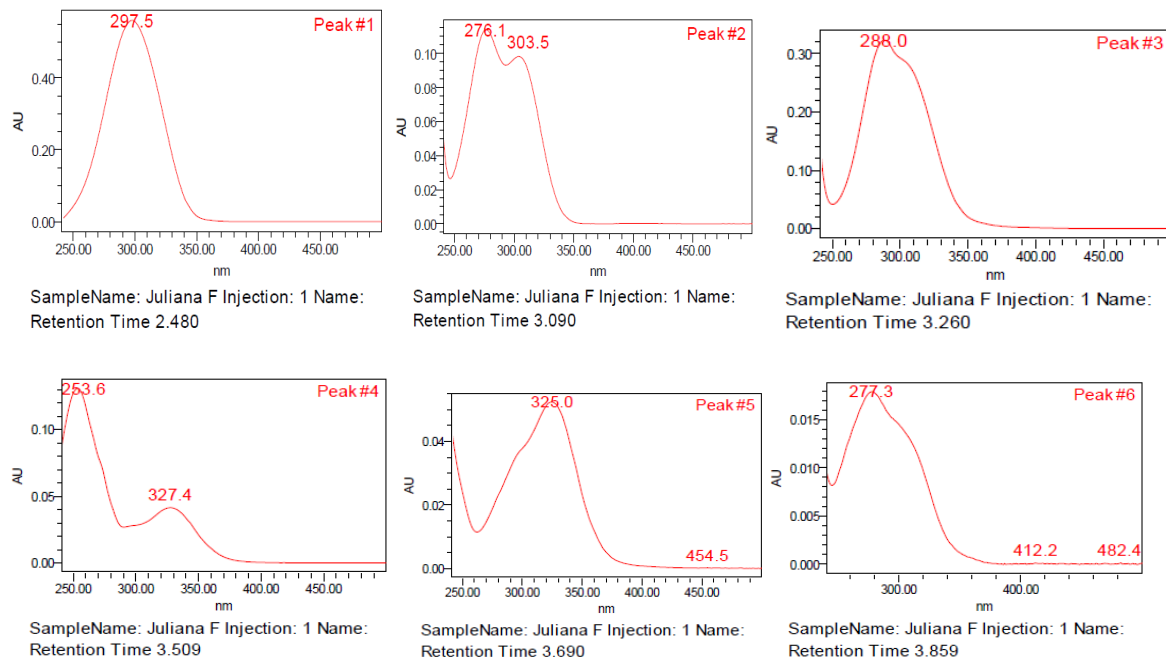 297.5
Peak #1
0.40
0.20
0.00
AU
250.00 300.00 350.00 400.00 450.00
nm
SampleName: Juliana F Injection: 1 Name:
Retention Time 2.480
276.1
303.5
Peak #2
0.10
0.08
0.06
0.04
0.02
0.00
AU
250.00 300.00 350.00 400.00 450.00
nm
SampleName: Juliana F Injection: 1 Name:
Retention Time 3.090
288.0
Peak #3
0.30
0.20
0.10
0.00
AU
250.00 300.00 350.00 400.00 450.00
nm
SampleName: Juliana F Injection: 1 Name:
Retention Time 3.260
253.6
327.4
Peak #4
0.10
0.05
0.00
AU
250.00 300.00 350.00 400.00 450.00
nm
SampleName: Juliana F Injection: 1 Name:
Retention Time 3.509
325.0
454.5
Peak #5
0.04
0.02
0.00
AU
250.00 300.00 350.00 400.00 450.00
nm
SampleName: Juliana F Injection: 1 Name:
Retention Time 3.690
277.3
412.2 482.4
Peak #6
0.015
0.010
0.005
0.000
AU
300.00 400.00
nm
SampleName: Juliana F Injection: 1 Name:
Retention Time 3.859